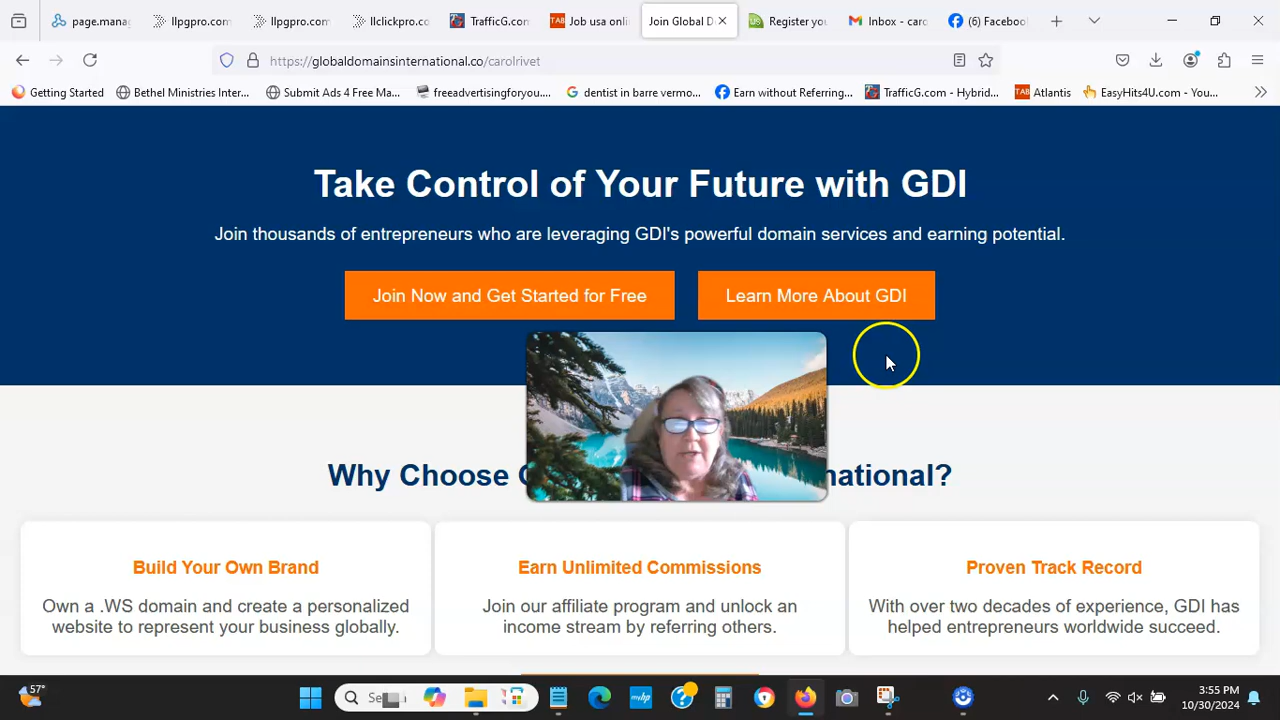 page.manag
llpgpro.com
llpgpro.com
llclickpro.co
TrafficG.com
Job usa onli
Join Global D
Register you
Inbox - caro
(6) Facebook
https://globaldomainsinternational.co/carolrivet
Getting Started
Bethel Ministries Inter...
Submit Ads 4 Free Ma...
freeadvertisingforyou....
dentist in barre vermo...
Earn without Referring...
TrafficG.com - Hybrid...
Atlantis
EasyHits4U.com - You...
Take Control of Your Future with GDI
Join thousands of entrepreneurs who are leveraging GDI's powerful domain services and earning potential.
Join Now and Get Started for Free
Learn More About GDI
Why Choose national?
Build Your Own Brand
Own a .WS domain and create a personalized
website to represent your business globally.
Earn Unlimited Commissions
Join our affiliate program and unlock an
income stream by referring others.
Proven Track Record
With over two decades of experience, GDI has
helped entrepreneurs worldwide succeed.
57°
3:55 PM
10/30/2024